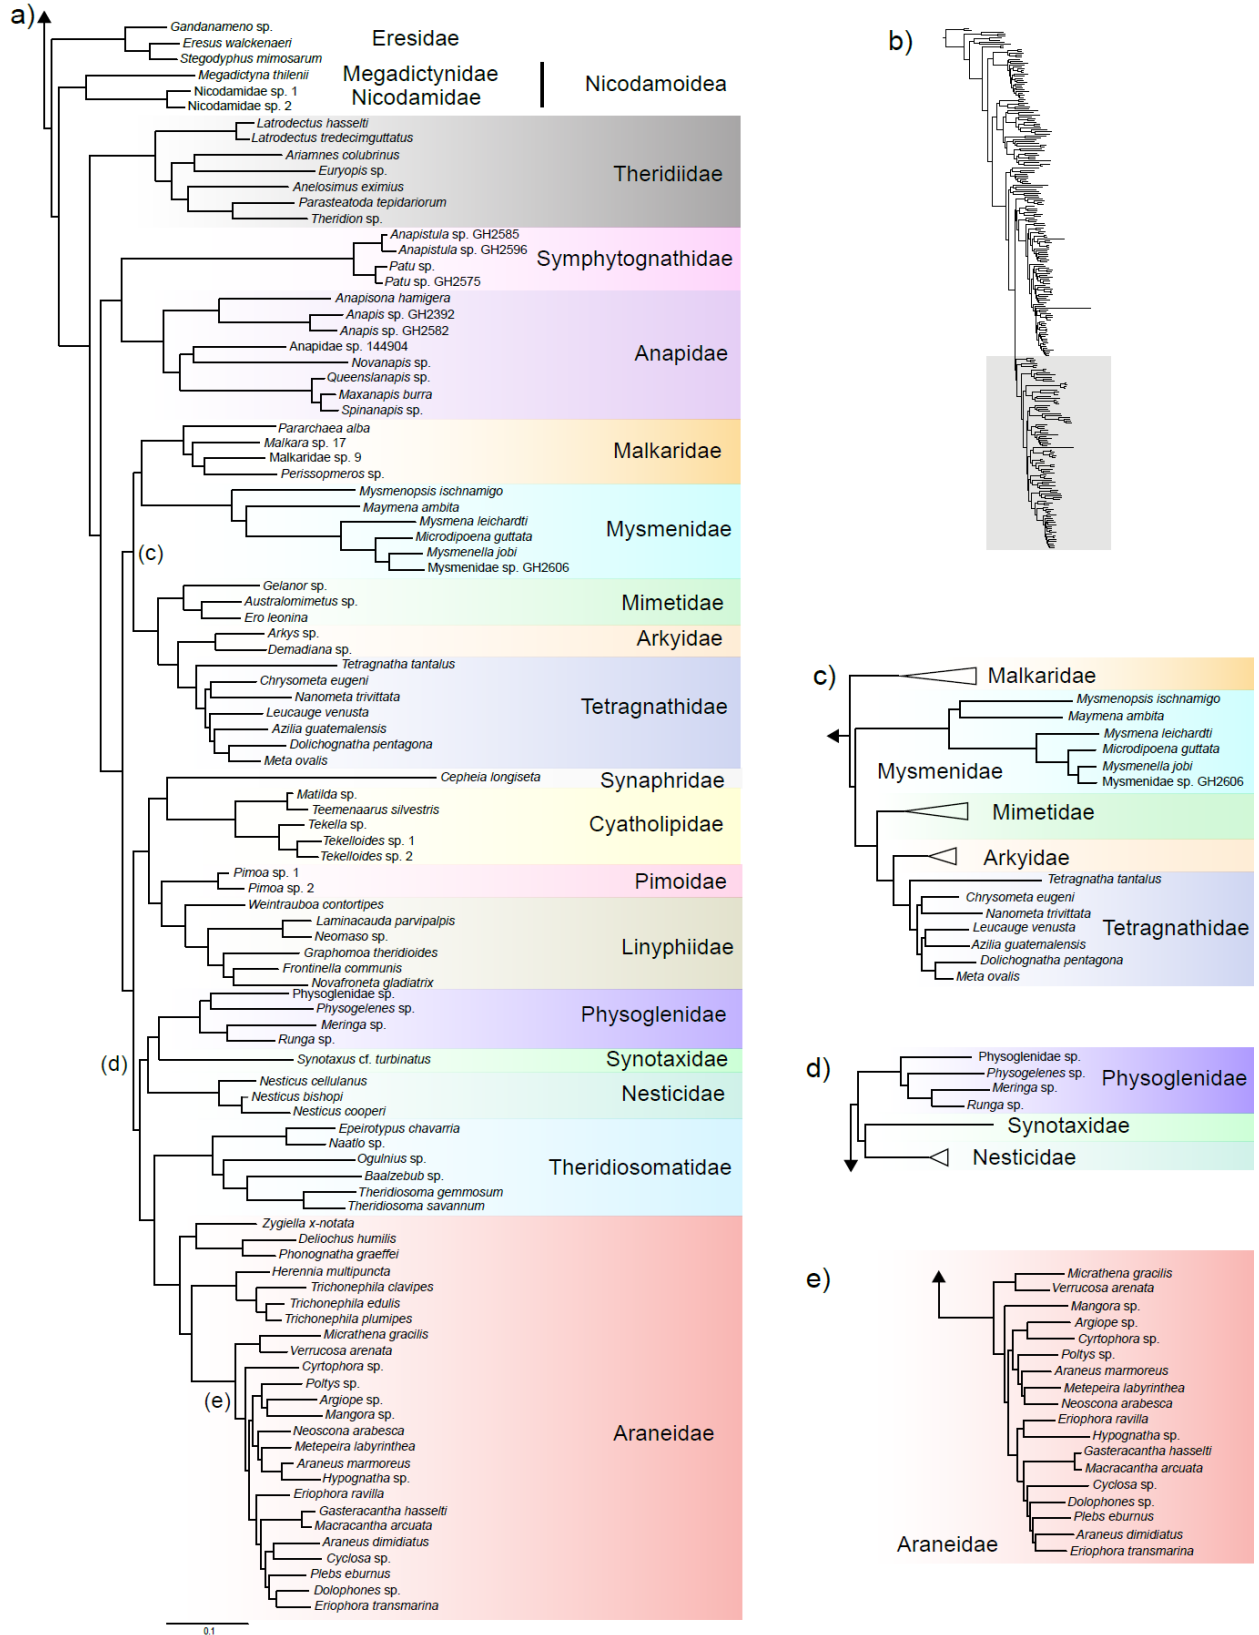 a)
Gandanameno sp.
Eresus walckenaeri
Stegodyphus mimosarum
Eresidae
Megadictyna thilenii
Nicodamidae sp. 1
Nicodamidae sp. 2
Megadictynidae
Nicodamidae
Nicodamoidea
Latrodectus hasselti
Latrodectus tredecimguttatus
Ariamnes colubrinus
Euryopis sp.
Anelosimus eximius
Parasteatoda tepidariorum
Theridion sp.
Theridiidae
Anapistula sp. GH2585
Anapistula sp. GH2596
Patu sp.
Patu sp. GH2575
Symphytognathidae
Anapisona hamigera
Anapis sp. GH2392
Anapis sp. GH2582
Anapidae sp. 144904
Novanapis sp.
Queenslanapis sp.
Maxanapis burra
Spinanapis sp.
Anapidae
Pararchaea alba
Malkara sp. 17
Malkaridae sp. 9
Perissopmeros sp.
Malkaridae
Mysmenopsis ischnamigo
Maymena ambita
Mysmena leichardti
Microdipoena guttata
Mysmenella jobi
Mysmenidae sp. GH2606
Mysmenidae
(c)
Gelanor sp.
Australomimetus sp.
Ero leonina
Mimetidae
Arkys sp.
Demadiana sp.
Arkyidae
Tetragnatha tantalus
Chrysometa eugeni
Nanometa trivittata
Leucauge venusta
Azilia guatemalensis
Dolichognatha pentagona
Meta ovalis
Tetragnathidae
Cepheia longiseta
Synaphridae
Matilda sp.
Teemenaarus silvestris
Tekella sp.
Tekelloides sp. 1
Tekelloides sp. 2
Cyatholipidae
Pimoa sp. 1
Pimoa sp. 2
Pimoidae
Weintrauboa contortipes
Laminacauda parvipalpis
Neomaso sp.
Graphomoa theridioides
Frontinella communis
Novafroneta gladiatrix
Linyphiidae
Physoglenidae sp.
Physogelenes sp.
Meringa sp.
Runga sp.
Physoglenidae
(d)
Synotaxus cf. turbinatus
Synotaxidae
Nesticus cellulanus
Nesticus bishopi
Nesticus cooperi
Nesticidae
Epeirotypus chavarria
Naatlo sp.
Ogulnius sp.
Baalzebub sp.
Theridiosoma gemmosum
Theridiosoma savannum
Theridiosomatidae
Zygiella x-notata
Deliochus humilis
Phonognatha graeffei
Herennia multipuncta
Trichonephila clavipes
Trichonephila edulis
Trichonephila plumipes
Micrathena gracilis
Verrucosa arenata
Cyrtophora sp.
Poltys sp.
(e)
Argiope sp.
Mangora sp.
Neoscona arabesca
Metepeira labyrinthea
Araneus marmoreus
Hypognatha sp.
Araneidae
Eriophora ravilla
Gasteracantha hasselti
Macracantha arcuata
Araneus dimidiatus
Cyclosa sp.
Plebs eburnus
Dolophones sp.
Eriophora transmarina
0.1
b)
c)
Malkaridae
Mysmenopsis ischnamigo
Maymena ambita
Mysmena leichardti
Microdipoena guttata
Mysmenella jobi
Mysmenidae sp. GH2606
Mysmenidae
Mimetidae
Arkyidae
Tetragnatha tantalus
Chrysometa eugeni
Nanometa trivittata
Leucauge venusta
Azilia guatemalensis
Dolichognatha pentagona
Meta ovalis
Tetragnathidae
d)
Physoglenidae sp.
Physogelenes sp.
Meringa sp.
Runga sp.
Physoglenidae
Synotaxidae
Nesticidae
e)
Micrathena gracilis
Verrucosa arenata
Mangora sp.
Argiope sp.
Cyrtophora sp.
Poltys sp.
Araneus marmoreus
Metepeira labyrinthea
Neoscona arabesca
Eriophora ravilla
Hypognatha sp.
Gasteracantha hasselti
Macracantha arcuata
Cyclosa sp.
Dolophones sp.
Plebs eburnus
Araneus dimidiatus
Eriophora transmarina
Araneidae